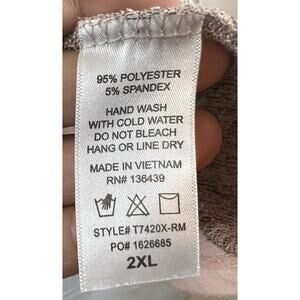 95% POLYESTER
5% SPANDEX
HAND WASH
WITH COLD WATER
DO NOT BLEACH
HANG OR LINE DRY
MADE IN VIETNAM
RN# 136439
STYLE# T7420X-RM
PO# 1626685
2XL